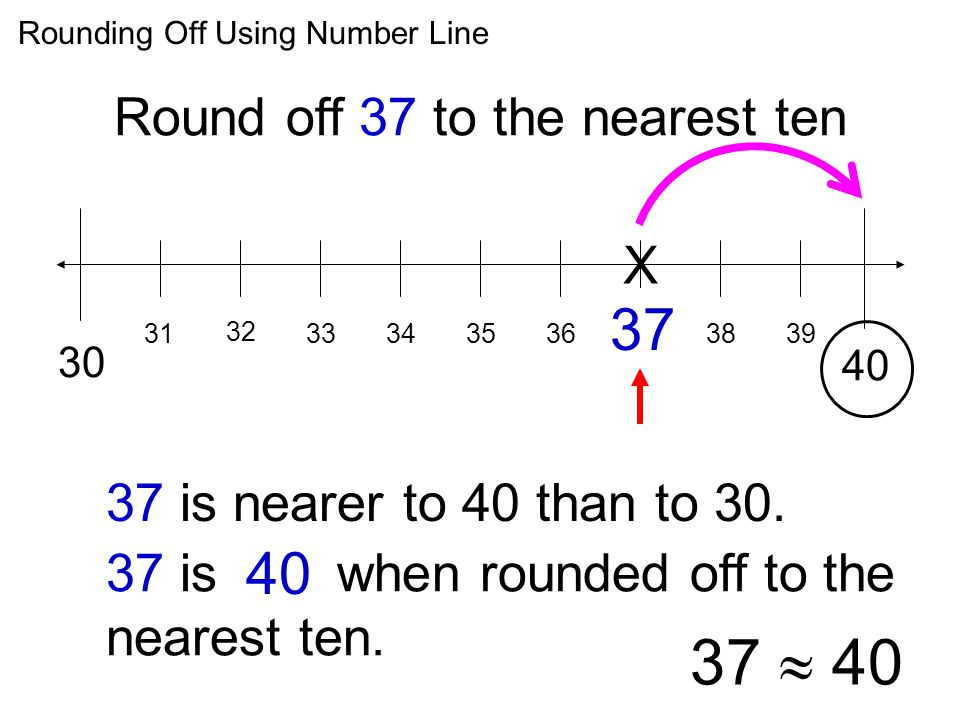 Rounding Off Using Number Line
Round off 37 to the nearest ten
X
30 31 32 33 34 35 36 37 38 39 40
37 is nearer to 40 than to 30.
37 is 40 when rounded off to the
nearest ten.
37 ≈ 40